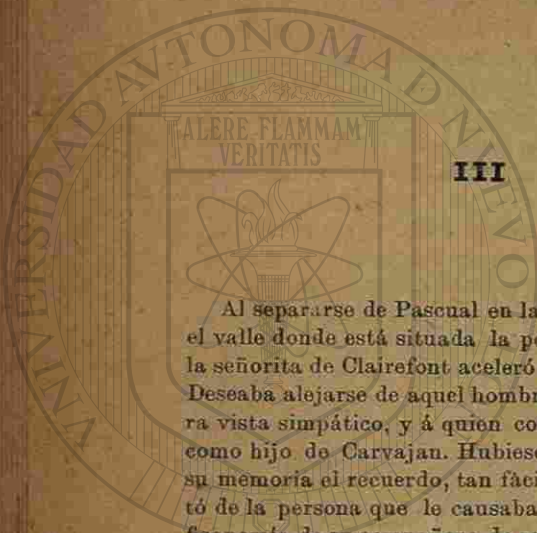 UNIVERSIDAD AUTONOMA DE NUEVO
ALERE FLAMMAM
VERITATIS
III
Al separarse de Pascual en la
el valle donde está situada la p
la señorita de Clairefont aceleró
Deseaba alejarse de aquel hombr
ra vista simpático, y á quien co
como hijo de Carvajan. Hubies
su memoria el recuerdo, tan fáci
tó de la persona que le causaba